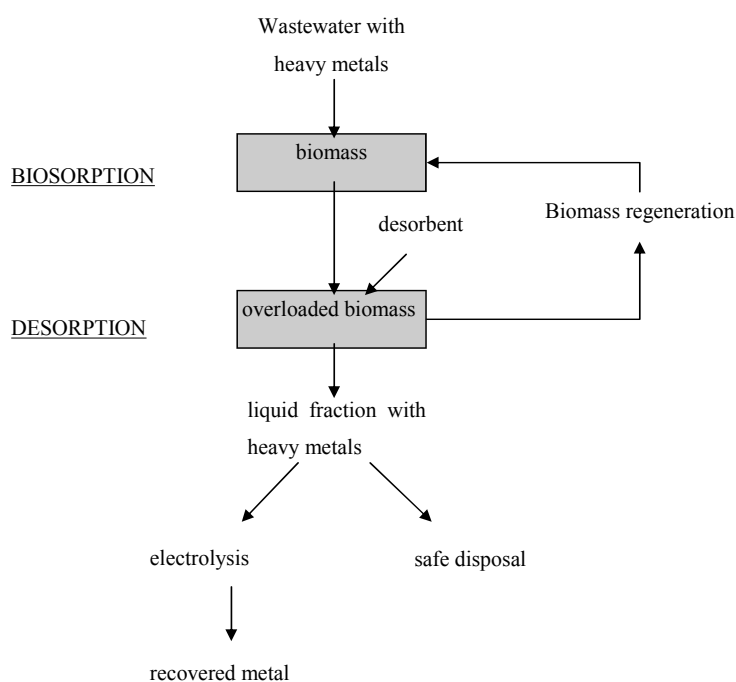 Wastewater with
heavy metals
biomass
BIOSORPTION
Biomass regeneration
desorbent
overloaded biomass
DESORPTION
liquid fraction with
heavy metals
electrolysis
safe disposal
recovered metal